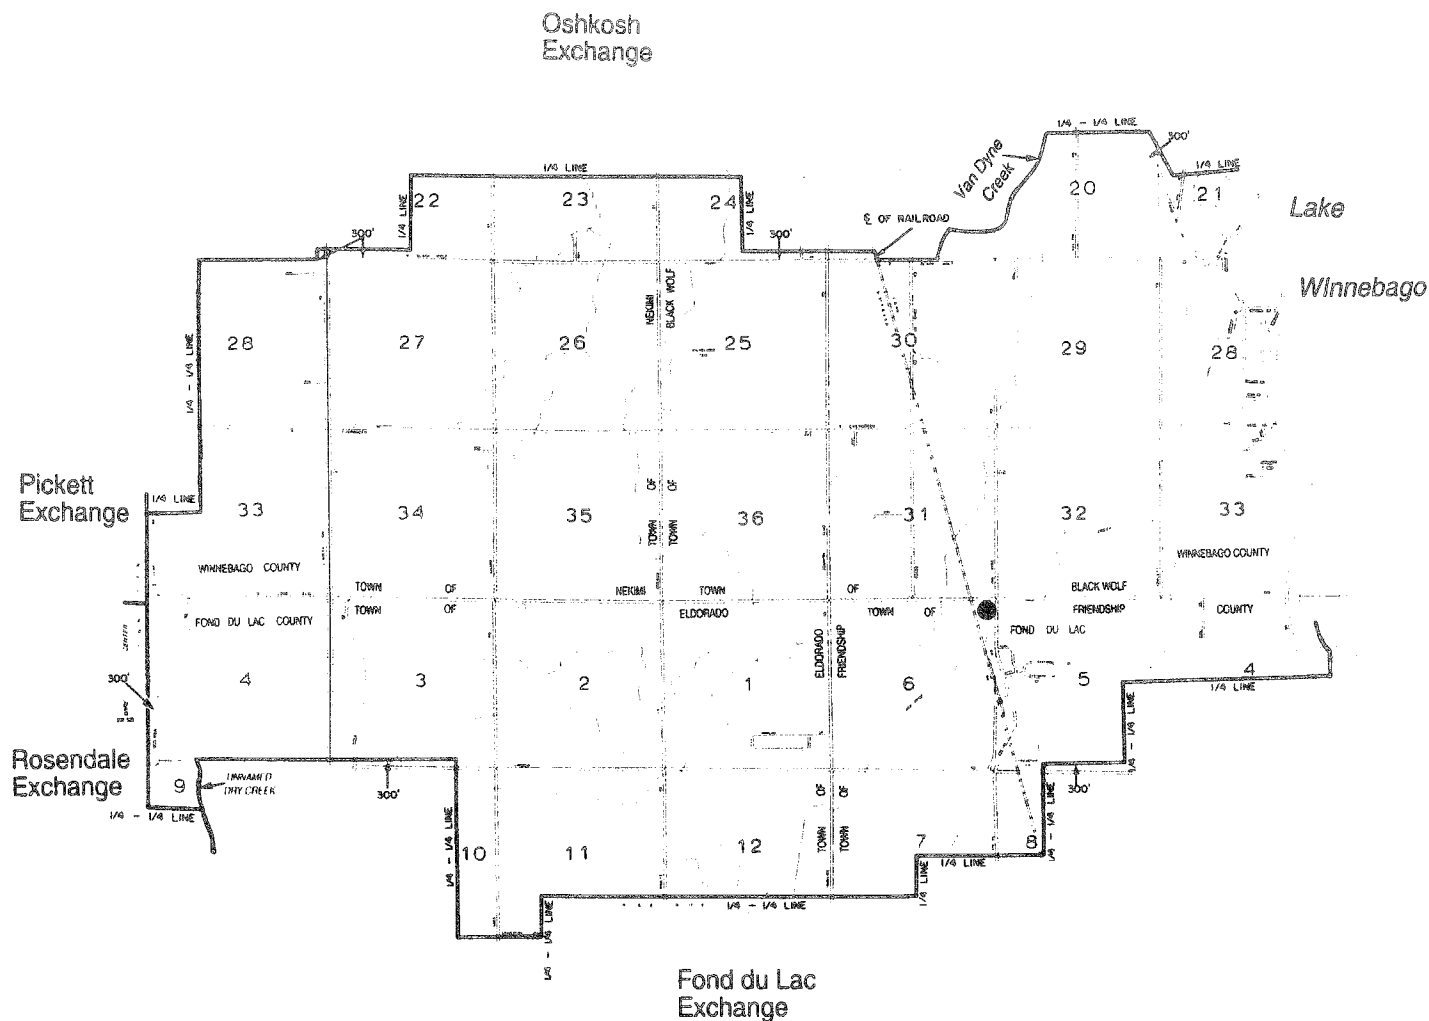 Oshkosh
Exchange
1/4 - 1/4 LINE
300'
Van Dyne
Creek
1/4 LINE
1/4 LINE
20
21
22
23
24
1/4 LINE
1/4 LINE
℄ OF RAILROAD
Lake
Winnebago
300'
300'
NEKIMI
BLACK WOLF
1/4 - 1/4 LINE
28
27
26
25
30
29
28
Pickett
Exchange
1/4 LINE
33
34
35
36
31
32
33
TOWN OF
TOWN OF
WINNEBAGO COUNTY
WINNEBAGO COUNTY
TOWN OF NEKIMI TOWN OF BLACK WOLF
TOWN OF ELDORADO TOWN OF FRIENDSHIP COUNTY
FOND DU LAC COUNTY
FOND DU LAC
ELDORADO
FRIENDSHIP
300'
4
3
2
1
6
5
4
1/4 LINE
1/4 - 1/4 LINE
Rosendale
Exchange
9
UNNAMED
DRY CREEK
300'
300'
1/4 - 1/4 LINE
1/4 - 1/4 LINE
TOWN OF
TOWN OF
10
11
12
7
8
1/4 LINE
1/4 - 1/4 LINE
1/4 LINE
1/4 - 1/4 LINE
1/4 - 1/4 LINE
Fond du Lac
Exchange